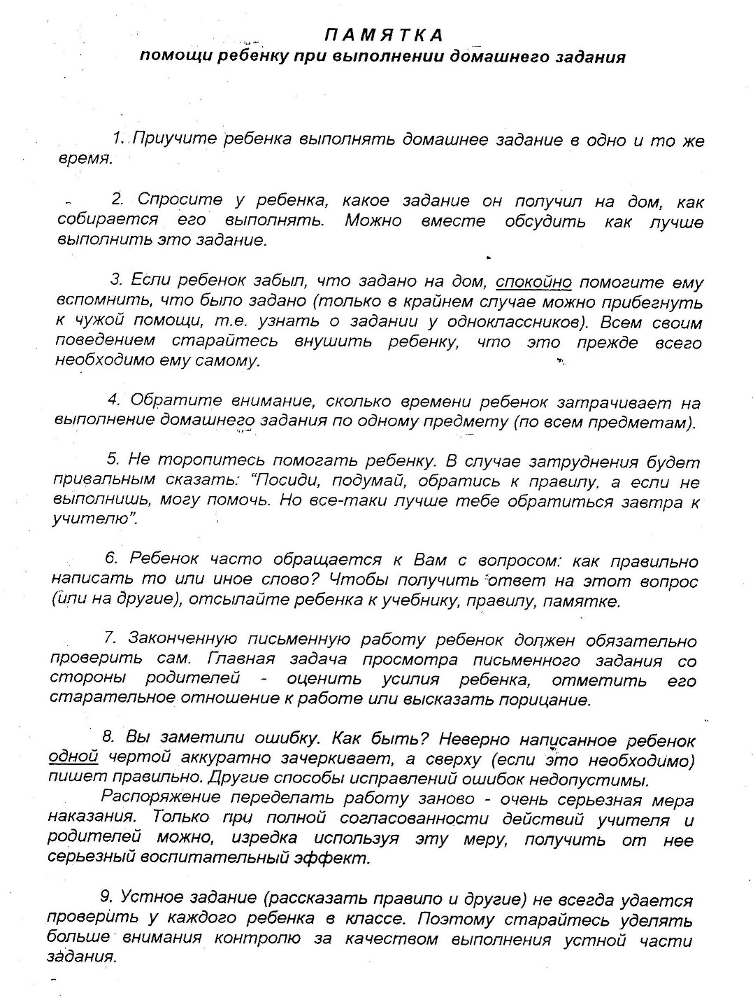 ПАМЯТКА
помощи ребенку при выполнении домашнего задания
1. Приучите ребенка выполнять домашнее задание в одно и то же
время.
2. Спросите у ребенка, какое задание он получил на дом, как
собирается его выполнять. Можно вместе обсудить как лучше
выполнить это задание.
3. Если ребенок забыл, что задано на дом, спокойно помогите ему
вспомнить, что было задано (только в крайнем случае можно прибегнуть
к чужой помощи, т.е. узнать о задании у одноклассников). Всем своим
поведением старайтесь внушить ребенку, что это прежде всего
необходимо ему самому.
4. Обратите внимание, сколько времени ребенок затрачивает на
выполнение домашнего задания по одному предмету (по всем предметам).
5. Не торопитесь помогать ребенку. В случае затруднения будет
привальным сказать: “Посиди, подумай, обратись к правилу, а если не
выполнишь, могу помочь. Но все-таки лучше тебе обратиться завтра к
учителю”.
6. Ребенок часто обращается к Вам с вопросом: как правильно
написать то или иное слово? Чтобы получить ответ на этот вопрос
(или на другие), отсылайте ребенка к учебнику, правилу, памятке.
7. Законченную письменную работу ребенок должен обязательно
проверить сам. Главная задача просмотра письменного задания со
стороны родителей - оценить усилия ребенка, отметить его
старательное отношение к работе или высказать порицание.
8. Вы заметили ошибку. Как быть? Неверно написанное ребенок
одной чертой аккуратно зачеркивает, а сверху (если это необходимо)
пишет правильно. Другие способы исправлений ошибок недопустимы.
Распоряжение переделать работу заново - очень серьезная мера
наказания. Только при полной согласованности действий учителя и
родителей можно, изредка используя эту меру, получить от нее
серьезный воспитательный эффект.
9. Устное задание (рассказать правило и другие) не всегда удается
проверить у каждого ребенка в классе. Поэтому старайтесь уделять
больше внимания контролю за качеством выполнения устной части
задания.